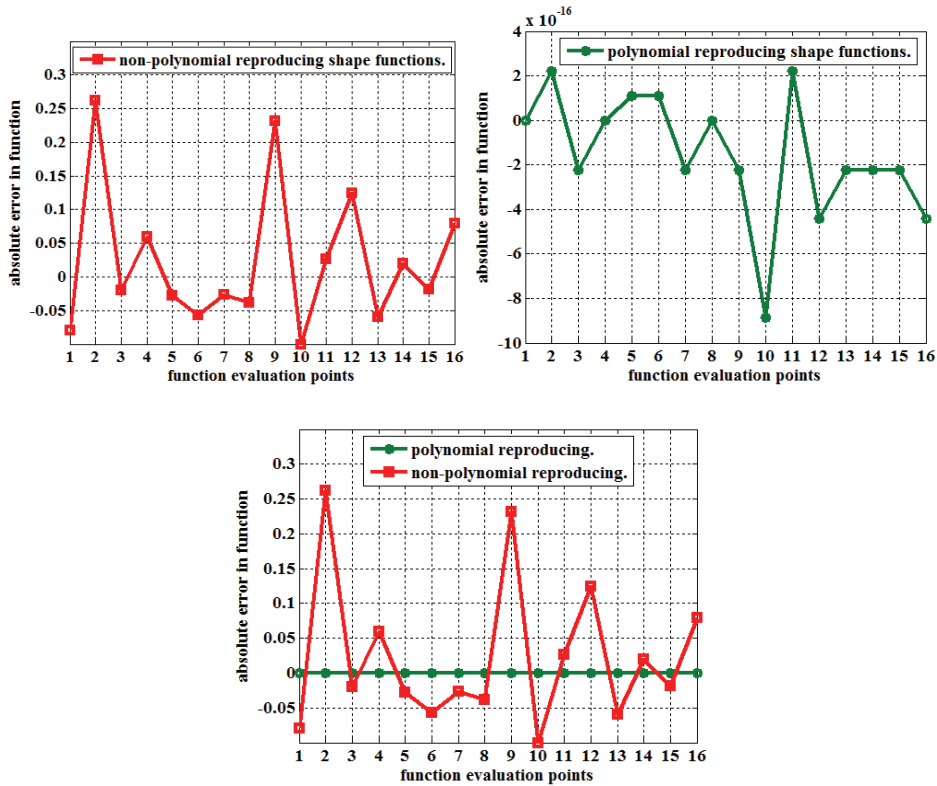 non-polynomial reproducing shape functions.
0.3
0.25
0.2
0.15
0.1
0.05
0
-0.05
absolute error in function
1 2 3 4 5 6 7 8 9 10 11 12 13 14 15 16
function evaluation points
4 x 10^-16
polynomial reproducing shape functions.
2
0
-2
-4
-6
-8
-10
absolute error in function
1 2 3 4 5 6 7 8 9 10 11 12 13 14 15 16
function evaluation points
polynomial reproducing.
non-polynomial reproducing.
0.3
0.25
0.2
0.15
0.1
0.05
0
-0.05
absolute error in function
1 2 3 4 5 6 7 8 9 10 11 12 13 14 15 16
function evaluation points